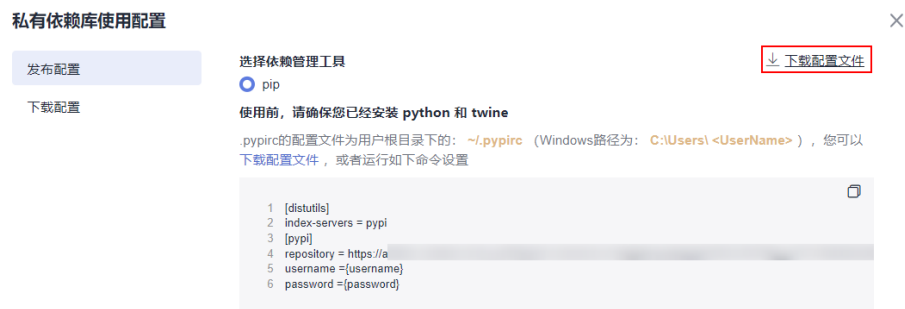 私有依赖库使用配置
发布配置
下载配置
选择依赖管理工具
下载配置文件
pip
使用前，请确保您已经安装 python 和 twine
.pypirc的配置文件为用户根目录下的： ~/.pypirc （Windows路径为： C:\Users\ <UserName> ），您可以
下载配置文件 ，或者运行如下命令设置
1 [distutils]
2 index-servers = pypi
3 [pypi]
4 repository = https://a
5 username ={username}
6 password ={password}